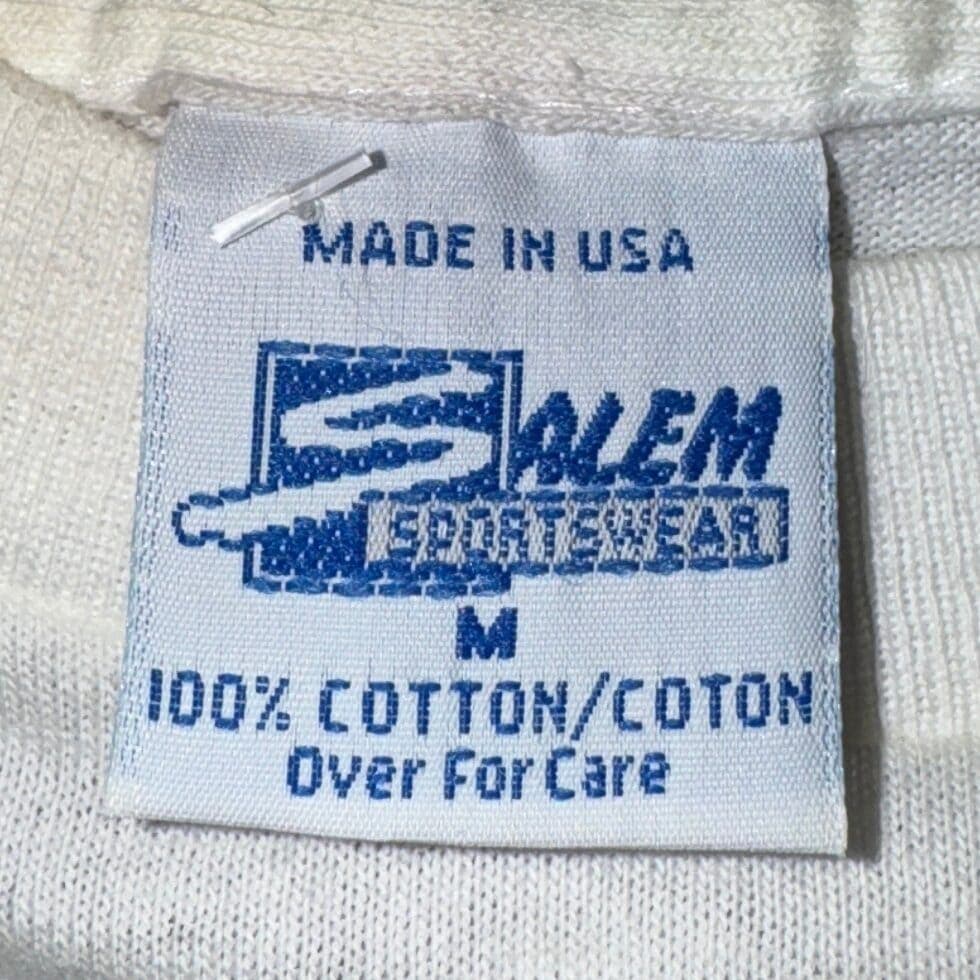 MADE IN USA
SALEM
SPORTSWEAR
M
100% COTTON/COTON
Over For Care